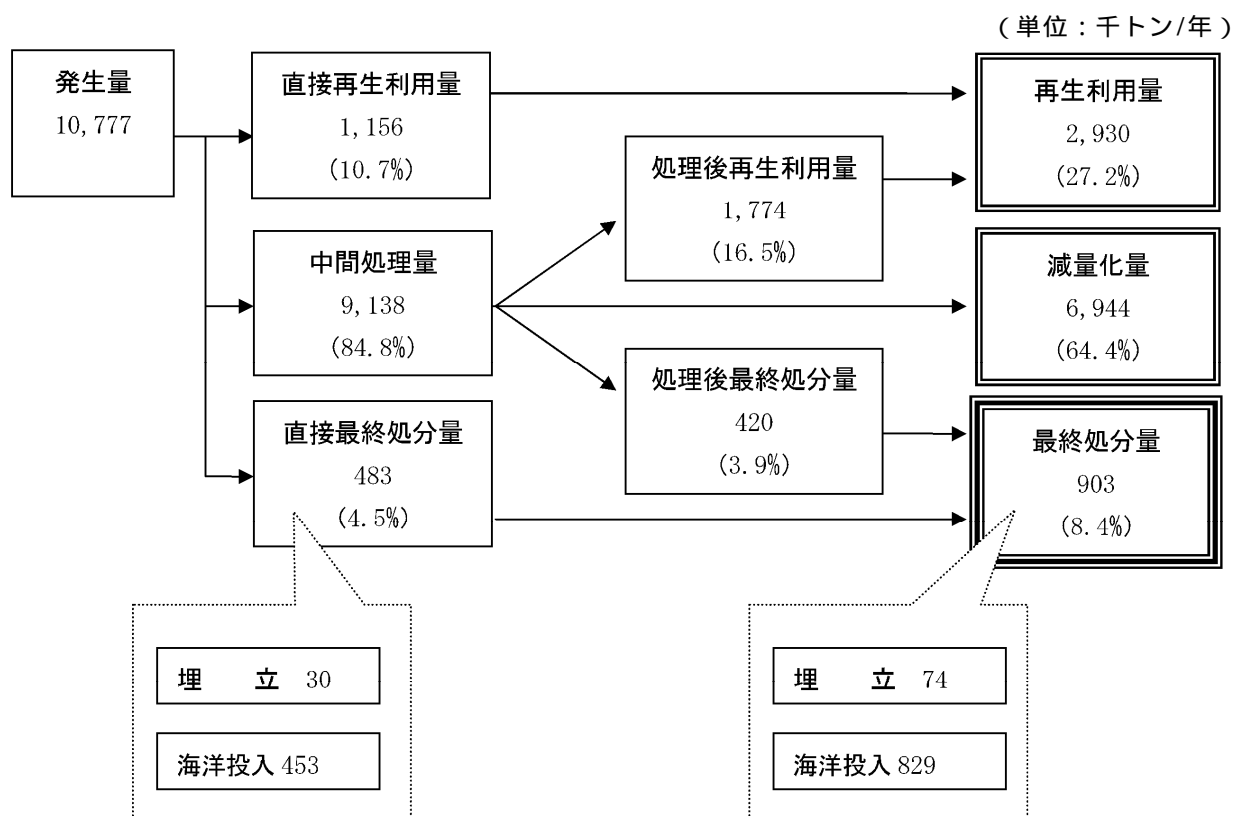 (単位：千トン/年)
発生量
10,777
直接再生利用量
1,156
(10.7%)
中間処理量
9,138
(84.8%)
直接最終処分量
483
(4.5%)
処理後再生利用量
1,774
(16.5%)
処理後最終処分量
420
(3.9%)
再生利用量
2,930
(27.2%)
減量化量
6,944
(64.4%)
最終処分量
903
(8.4%)
埋　立 30
海洋投入 453
埋　立 74
海洋投入 829